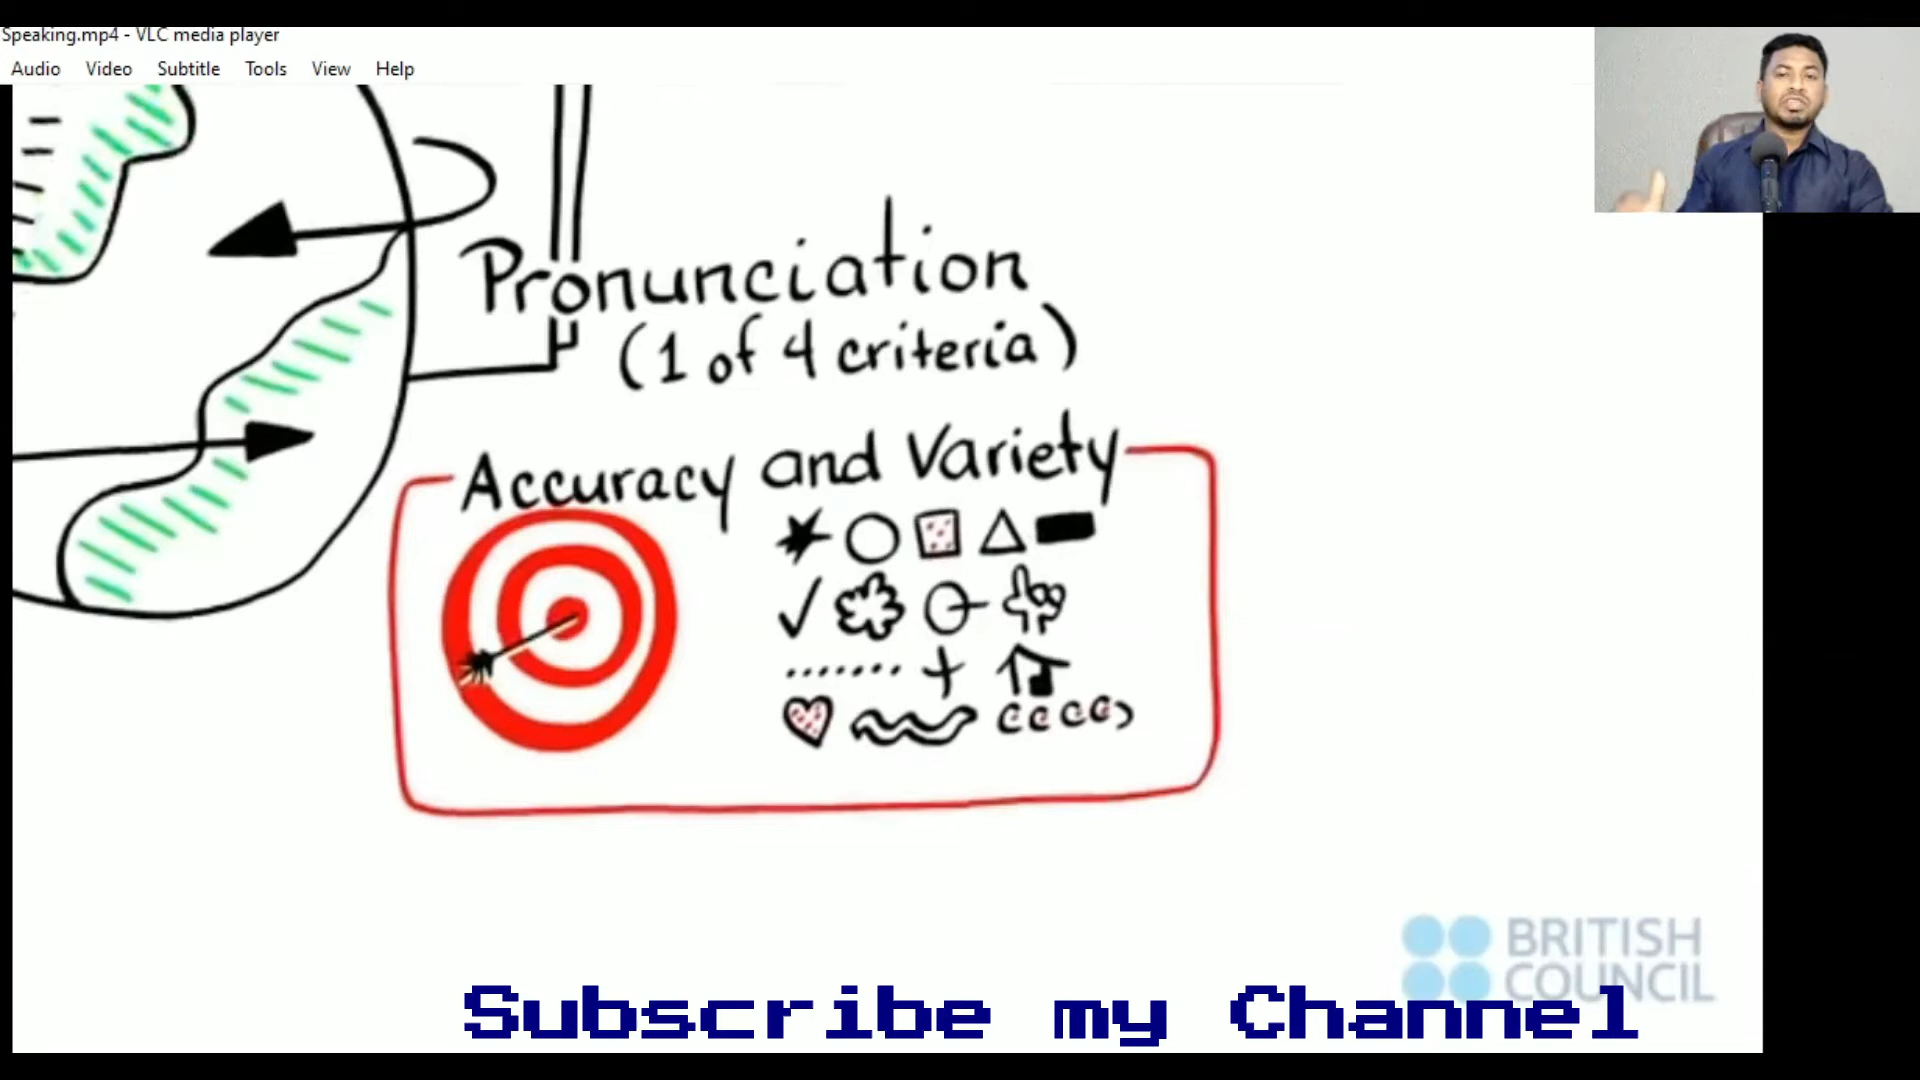 Speaking.mp4 - VLC media player
Audio Video Subtitle Tools View Help
Pronunciation
(1 of 4 criteria)
Accuracy and Variety
BRITISH
COUNCIL
Subscribe my Channel